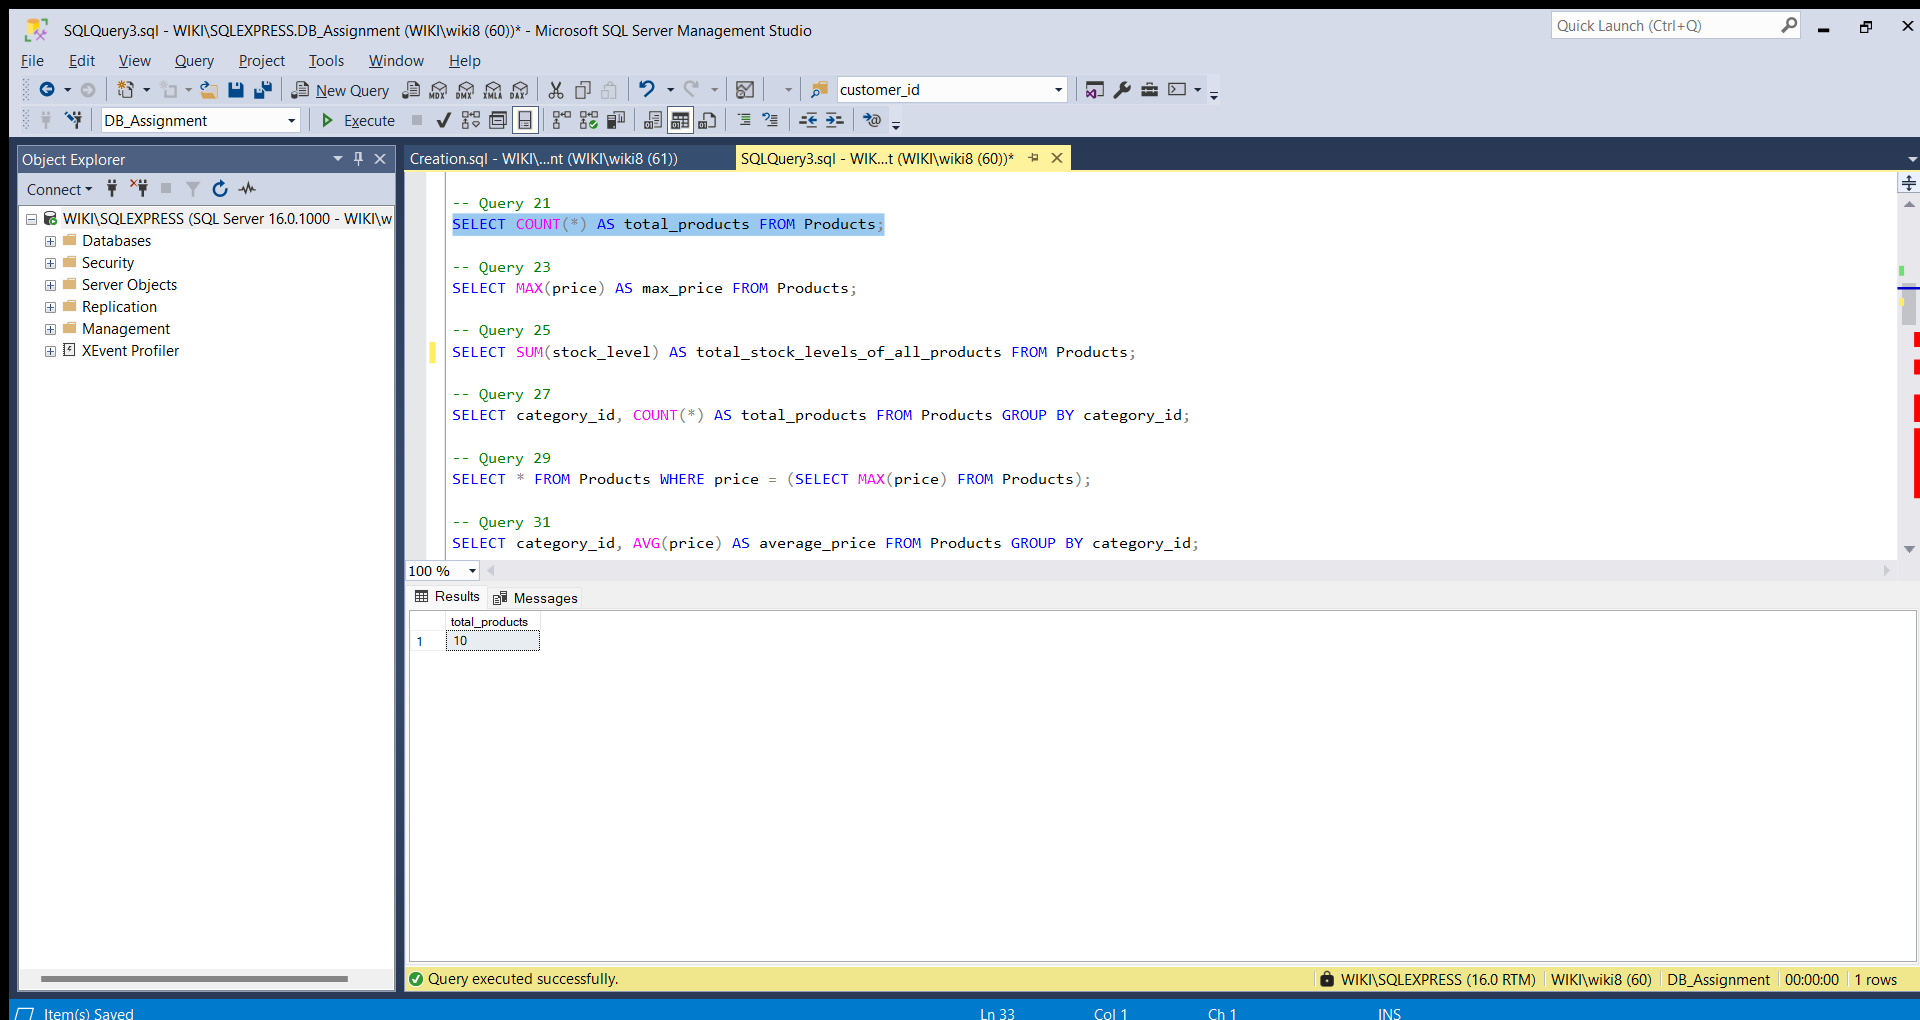 SQLQuery3.sql - WIKI\SQLEXPRESS.DB_Assignment (WIKI\wiki8 (60))* - Microsoft SQL Server Management Studio
Quick Launch (Ctrl+Q)
File Edit View Query Project Tools Window Help
New Query MDX DMX XMLA DAX customer_id
DB_Assignment Execute
Object Explorer
Connect
WIKI\SQLEXPRESS (SQL Server 16.0.1000 - WIKI\w
Databases
Security
Server Objects
Replication
Management
XEvent Profiler
Creation.sql - WIKI\...nt (WIKI\wiki8 (61))
SQLQuery3.sql - WIK...t (WIKI\wiki8 (60))*
-- Query 21
SELECT COUNT(*) AS total_products FROM Products;
-- Query 23
SELECT MAX(price) AS max_price FROM Products;
-- Query 25
SELECT SUM(stock_level) AS total_stock_levels_of_all_products FROM Products;
-- Query 27
SELECT category_id, COUNT(*) AS total_products FROM Products GROUP BY category_id;
-- Query 29
SELECT * FROM Products WHERE price = (SELECT MAX(price) FROM Products);
-- Query 31
SELECT category_id, AVG(price) AS average_price FROM Products GROUP BY category_id;
100 %
Results Messages
total_products
1 10
Query executed successfully.
WIKI\SQLEXPRESS (16.0 RTM) WIKI\wiki8 (60) DB_Assignment 00:00:00 1 rows
Item(s) Saved Ln 33 Col 1 Ch 1 INS